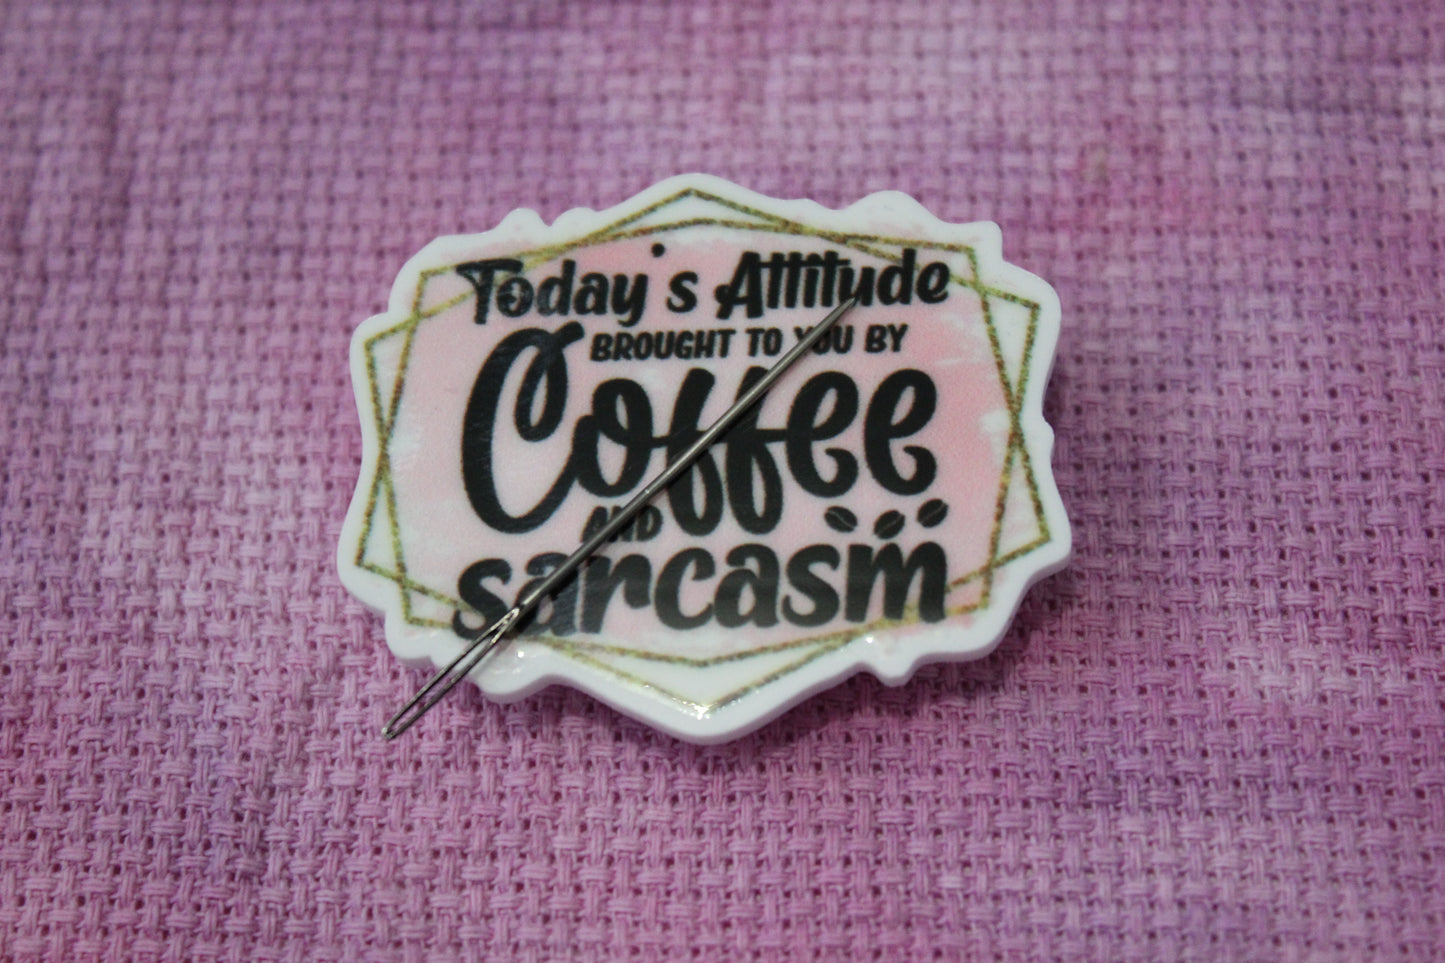 Today's Attitude
BROUGHT TO YOU BY
Coffee
AND
sarcasm